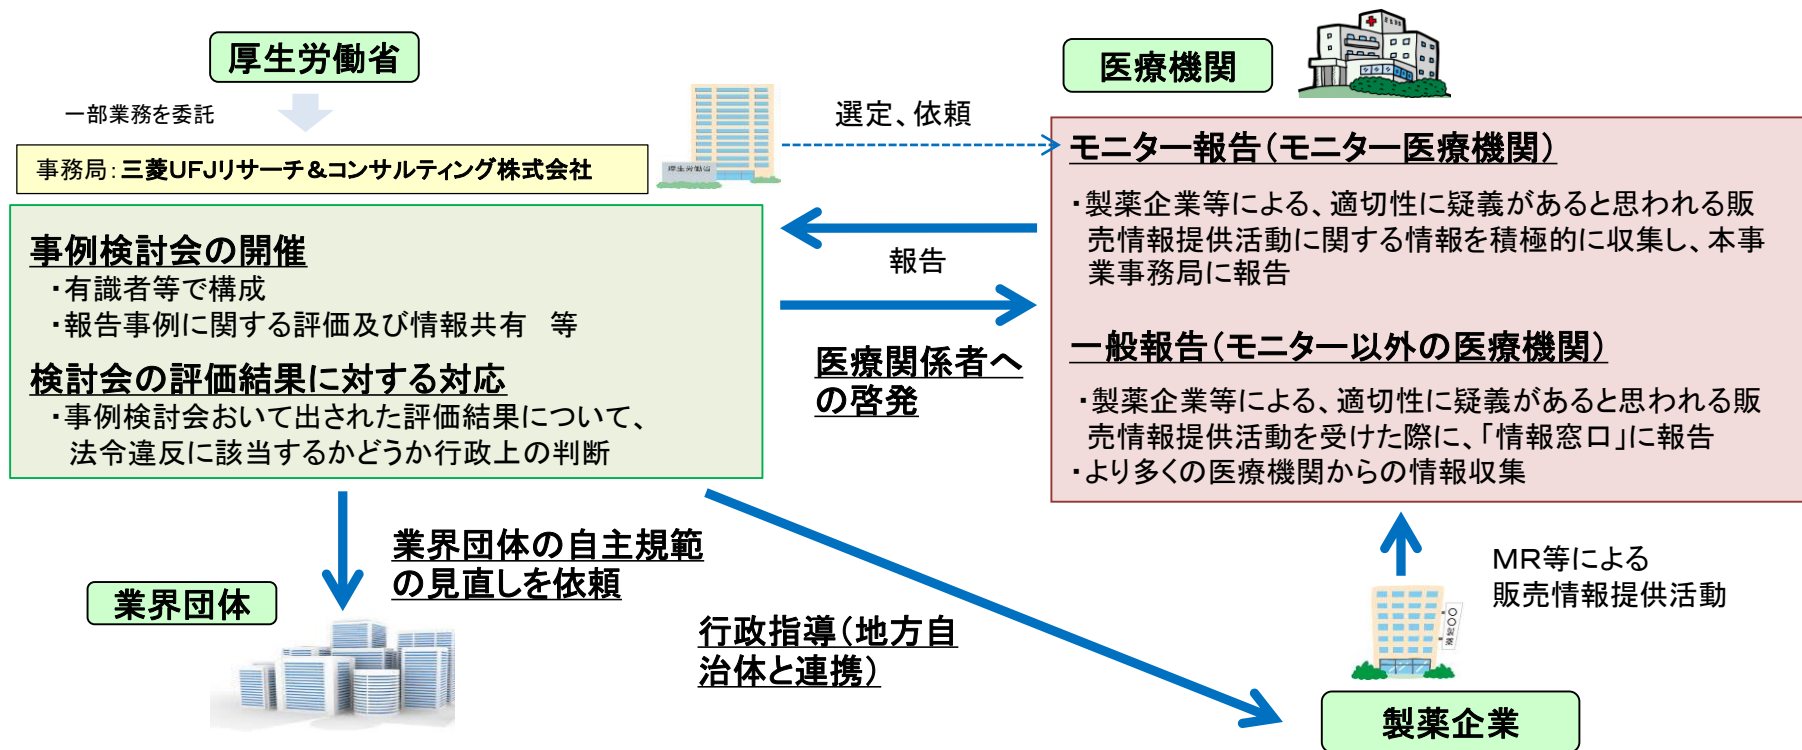 厚生労働省
一部業務を委託
事務局：三菱UFJリサーチ＆コンサルティング株式会社
厚生労働省
選定、依頼
医療機関
事例検討会の開催
・有識者等で構成
・報告事例に関する評価及び情報共有　等
検討会の評価結果に対する対応
・事例検討会おいて出された評価結果について、
法令違反に該当するかどうか行政上の判断
報告
医療関係者へ
の啓発
モニター報告（モニター医療機関）
・製薬企業等による、適切性に疑義があると思われる販
売情報提供活動に関する情報を積極的に収集し、本事
業事務局に報告
一般報告（モニター以外の医療機関）
・製薬企業等による、適切性に疑義があると思われる販
売情報提供活動を受けた際に、「情報窓口」に報告
・より多くの医療機関からの情報収集
業界団体の自主規範
の見直しを依頼
業界団体
行政指導（地方自
治体と連携）
MR等による
販売情報提供活動
〇〇製薬
製薬企業